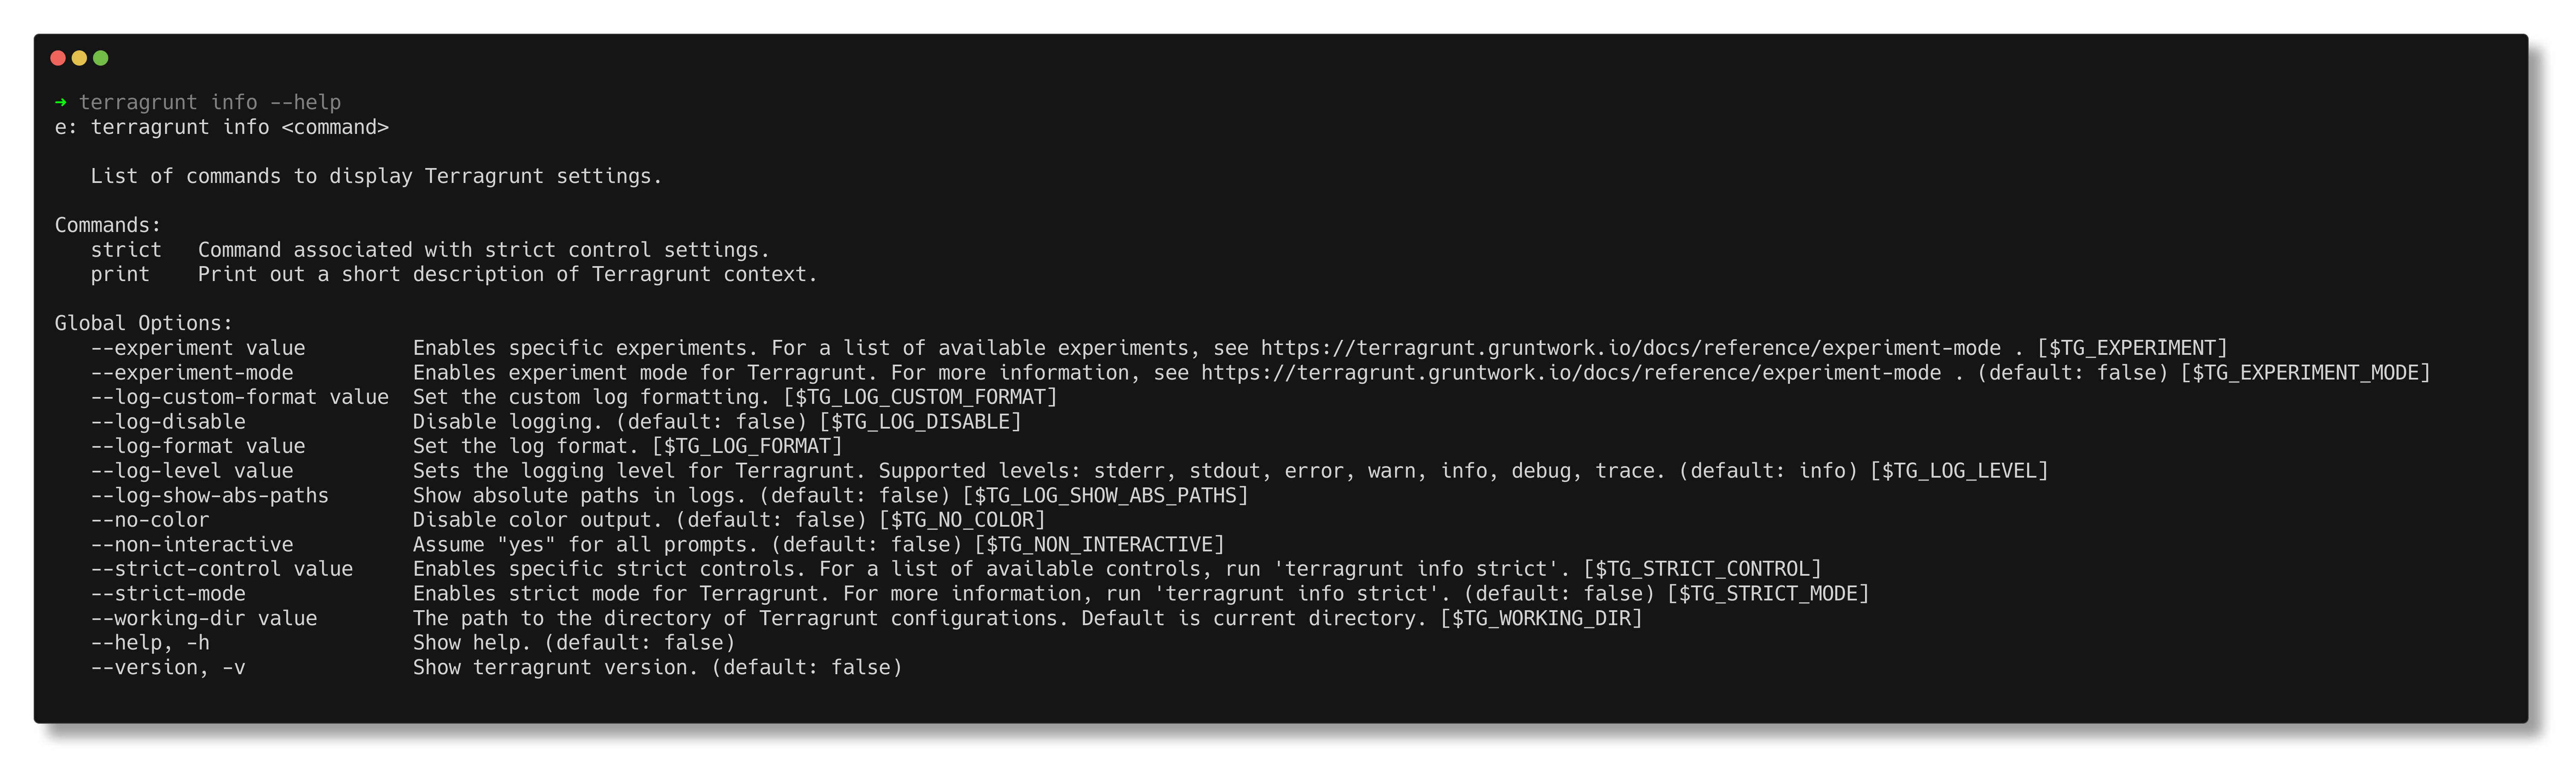 ➜ terragrunt info --help
e: terragrunt info <command>

   List of commands to display Terragrunt settings.

Commands:
   strict   Command associated with strict control settings.
   print    Print out a short description of Terragrunt context.

Global Options:
   --experiment value         Enables specific experiments. For a list of available experiments, see https://terragrunt.gruntwork.io/docs/reference/experiment-mode . [$TG_EXPERIMENT]
   --experiment-mode          Enables experiment mode for Terragrunt. For more information, see https://terragrunt.gruntwork.io/docs/reference/experiment-mode . (default: false) [$TG_EXPERIMENT_MODE]
   --log-custom-format value  Set the custom log formatting. [$TG_LOG_CUSTOM_FORMAT]
   --log-disable              Disable logging. (default: false) [$TG_LOG_DISABLE]
   --log-format value         Set the log format. [$TG_LOG_FORMAT]
   --log-level value          Sets the logging level for Terragrunt. Supported levels: stderr, stdout, error, warn, info, debug, trace. (default: info) [$TG_LOG_LEVEL]
   --log-show-abs-paths       Show absolute paths in logs. (default: false) [$TG_LOG_SHOW_ABS_PATHS]
   --no-color                 Disable color output. (default: false) [$TG_NO_COLOR]
   --non-interactive          Assume "yes" for all prompts. (default: false) [$TG_NON_INTERACTIVE]
   --strict-control value     Enables specific strict controls. For a list of available controls, run 'terragrunt info strict'. [$TG_STRICT_CONTROL]
   --strict-mode              Enables strict mode for Terragrunt. For more information, run 'terragrunt info strict'. (default: false) [$TG_STRICT_MODE]
   --working-dir value        The path to the directory of Terragrunt configurations. Default is current directory. [$TG_WORKING_DIR]
   --help, -h                 Show help. (default: false)
   --version, -v              Show terragrunt version. (default: false)